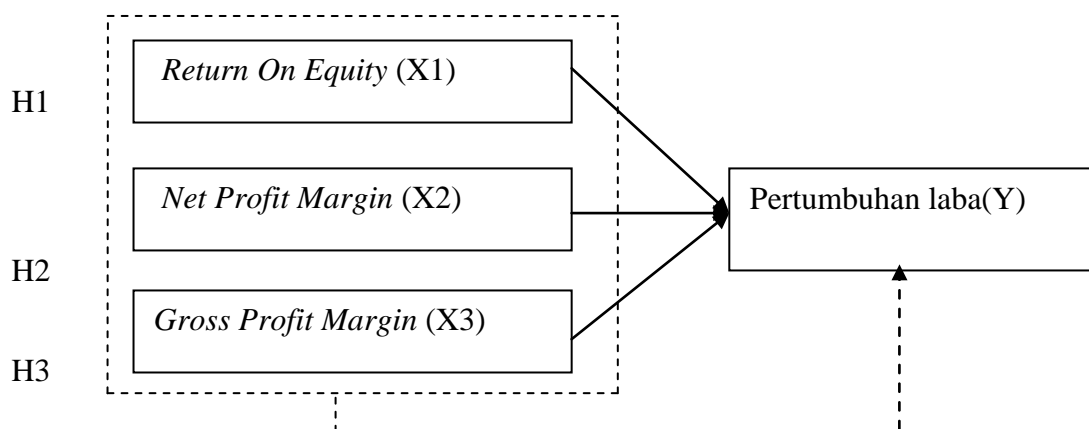 Return On Equity (X1)
H1
Net Profit Margin (X2)
Pertumbuhan laba(Y)
H2
Gross Profit Margin (X3)
H3